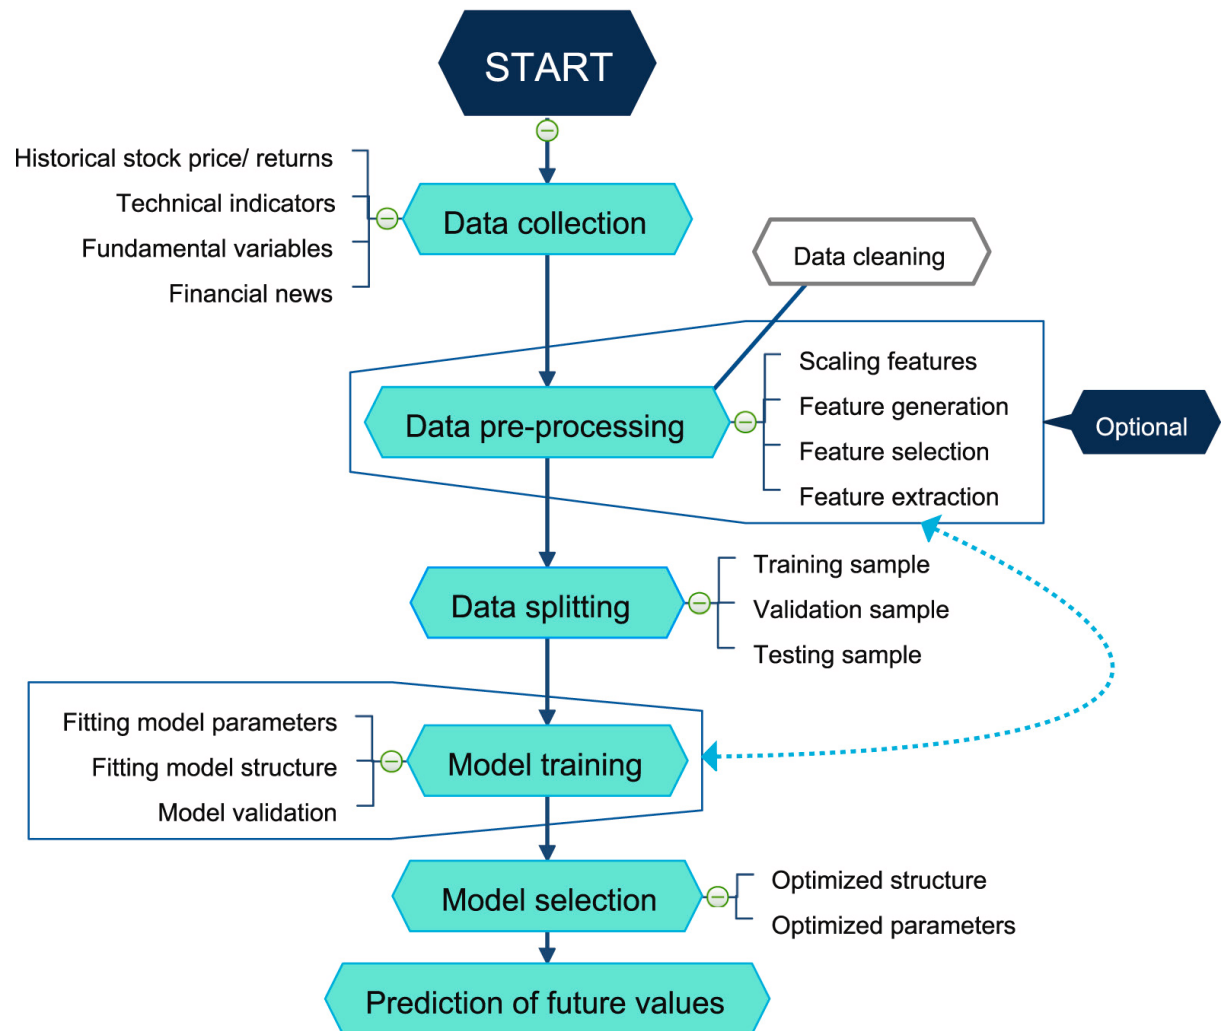 START
Historical stock price/ returns
Technical indicators
Fundamental variables
Financial news
Data collection
Data cleaning
Data pre-processing
Scaling features
Feature generation
Feature selection
Feature extraction
Optional
Data splitting
Training sample
Validation sample
Testing sample
Fitting model parameters
Fitting model structure
Model validation
Model training
Model selection
Optimized structure
Optimized parameters
Prediction of future values